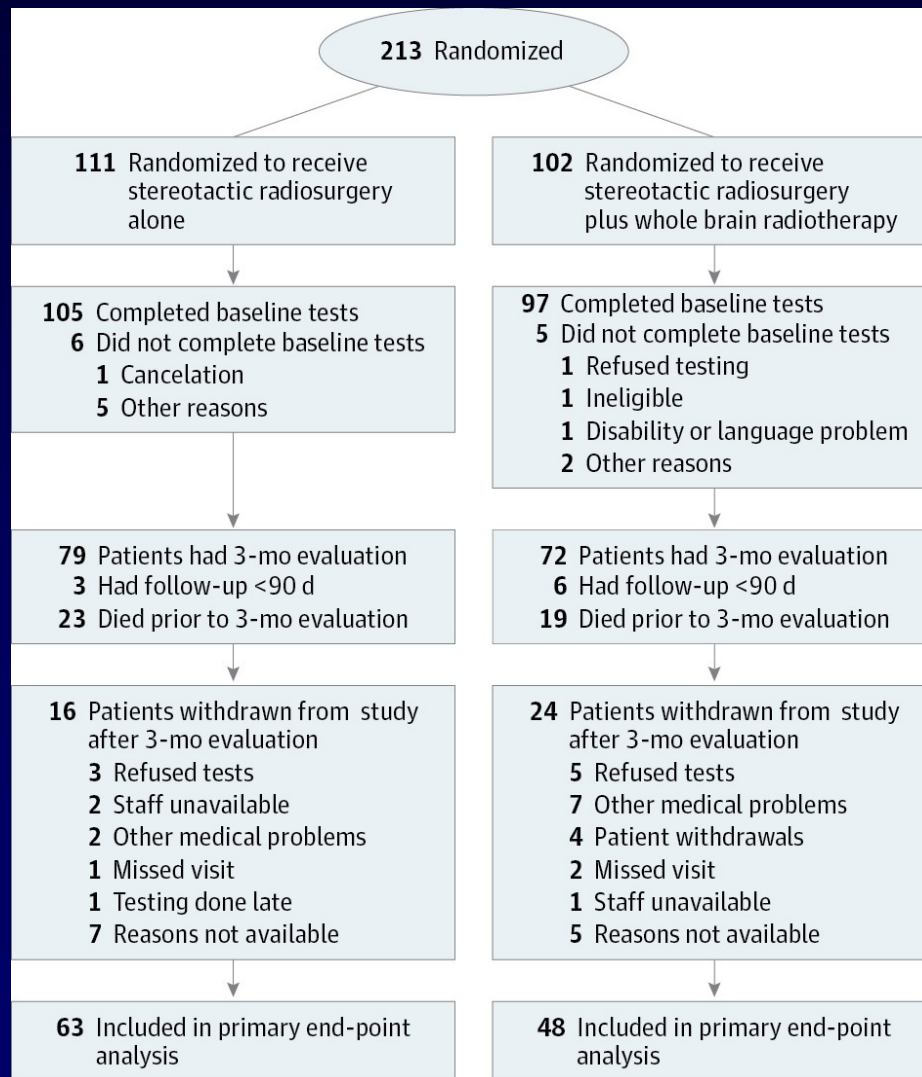 213 Randomized
111 Randomized to receive
stereotactic radiosurgery
alone
105 Completed baseline tests
6 Did not complete baseline tests
1 Cancelation
5 Other reasons
79 Patients had 3-mo evaluation
3 Had follow-up <90 d
23 Died prior to 3-mo evaluation
16 Patients withdrawn from study
after 3-mo evaluation
3 Refused tests
2 Staff unavailable
2 Other medical problems
1 Missed visit
1 Testing done late
7 Reasons not available
63 Included in primary end-point
analysis
102 Randomized to receive
stereotactic radiosurgery
plus whole brain radiotherapy
97 Completed baseline tests
5 Did not complete baseline tests
1 Refused testing
1 Ineligible
1 Disability or language problem
2 Other reasons
72 Patients had 3-mo evaluation
6 Had follow-up <90 d
19 Died prior to 3-mo evaluation
24 Patients withdrawn from study
after 3-mo evaluation
5 Refused tests
7 Other medical problems
4 Patient withdrawals
2 Missed visit
1 Staff unavailable
5 Reasons not available
48 Included in primary end-point
analysis